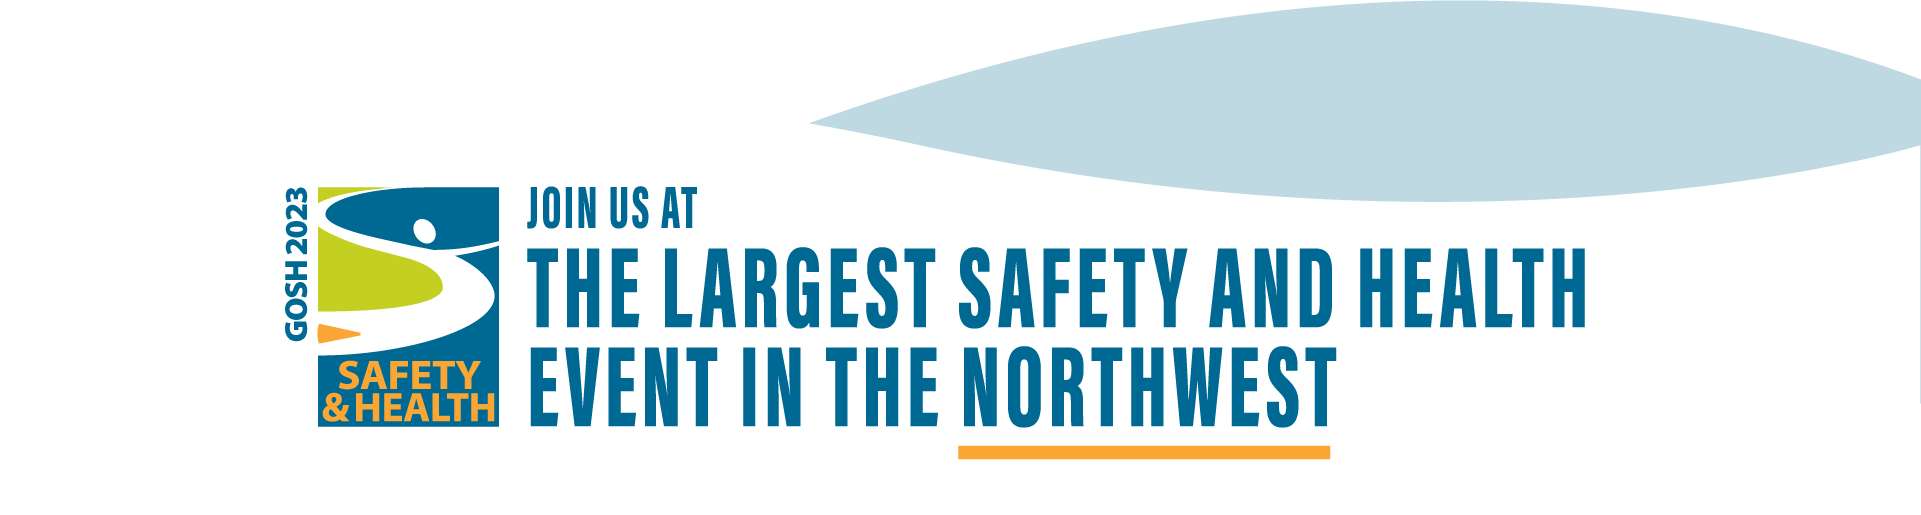 GOSH 2023
SAFETY
& HEALTH
JOIN US AT
THE LARGEST SAFETY AND HEALTH
EVENT IN THE NORTHWEST